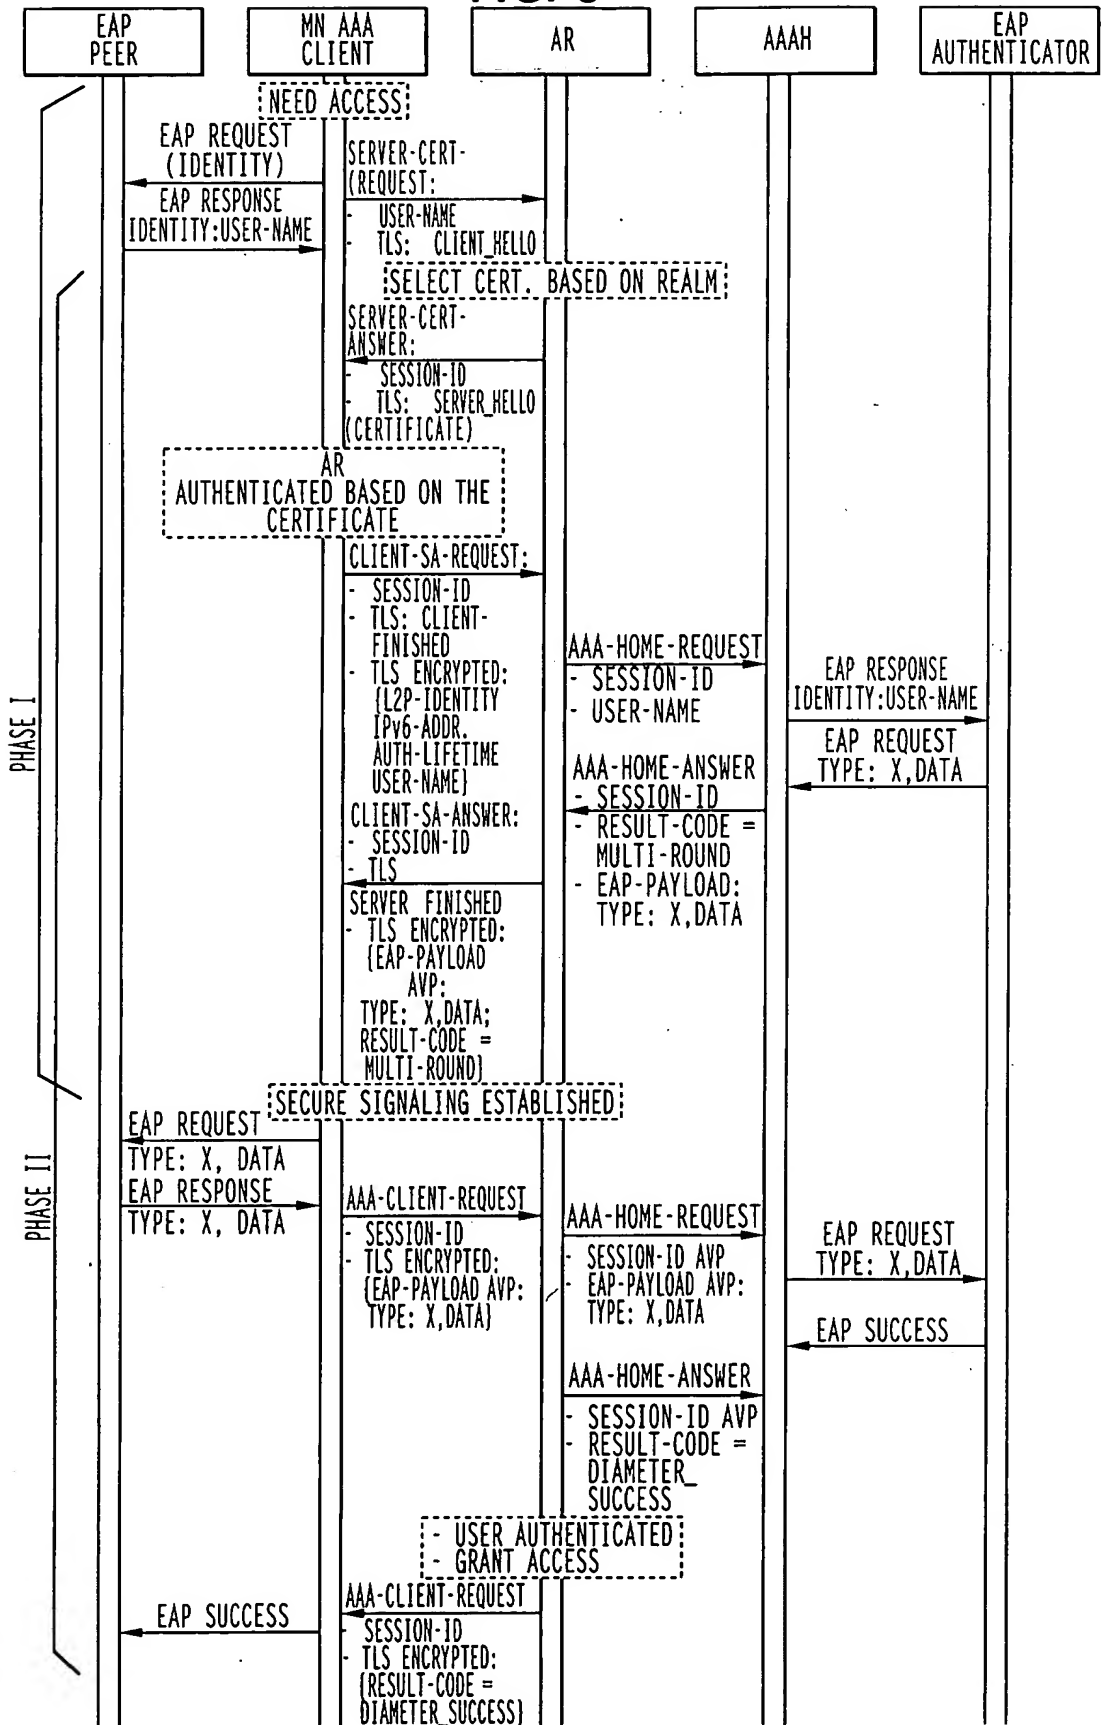 EAP
PEER
MN AAA
CLIENT
AR
AAAH
EAP
AUTHENTICATOR
NEED ACCESS
EAP REQUEST
(IDENTITY)
SERVER-CERT-
(REQUEST:
EAP RESPONSE
IDENTITY:USER-NAME
- USER-NAME
- TLS: CLIENT_HELLO
SELECT CERT. BASED ON REALM
SERVER-CERT-
ANSWER:
- SESSION-ID
- TLS: SERVER_HELLO
(CERTIFICATE)
AR
AUTHENTICATED BASED ON THE
CERTIFICATE
CLIENT-SA-REQUEST:
- SESSION-ID
- TLS: CLIENT-
FINISHED
- TLS ENCRYPTED:
{L2P-IDENTITY
IPv6-ADDR.
AUTH-LIFETIME
USER-NAME}
AAA-HOME-REQUEST
- SESSION-ID
- USER-NAME
EAP RESPONSE
IDENTITY:USER-NAME
EAP REQUEST
TYPE: X,DATA
AAA-HOME-ANSWER
- SESSION-ID
- RESULT-CODE =
MULTI-ROUND
- EAP-PAYLOAD:
TYPE: X,DATA
CLIENT-SA-ANSWER:
- SESSION-ID
- TLS
SERVER FINISHED
- TLS ENCRYPTED:
{EAP-PAYLOAD
AVP:
TYPE: X,DATA;
RESULT-CODE =
MULTI-ROUND}
PHASE I
SECURE SIGNALING ESTABLISHED
EAP REQUEST
TYPE: X, DATA
EAP RESPONSE
TYPE: X, DATA
PHASE II
AAA-CLIENT-REQUEST
- SESSION-ID
- TLS ENCRYPTED:
{EAP-PAYLOAD AVP:
TYPE: X,DATA}
AAA-HOME-REQUEST
- SESSION-ID AVP
- EAP-PAYLOAD AVP:
TYPE: X,DATA
EAP REQUEST
TYPE: X,DATA
EAP SUCCESS
AAA-HOME-ANSWER
- SESSION-ID AVP
- RESULT-CODE =
DIAMETER_
SUCCESS
- USER AUTHENTICATED
- GRANT ACCESS
AAA-CLIENT-REQUEST
EAP SUCCESS
- SESSION-ID
- TLS ENCRYPTED:
{RESULT-CODE =
DIAMETER_SUCCESS}